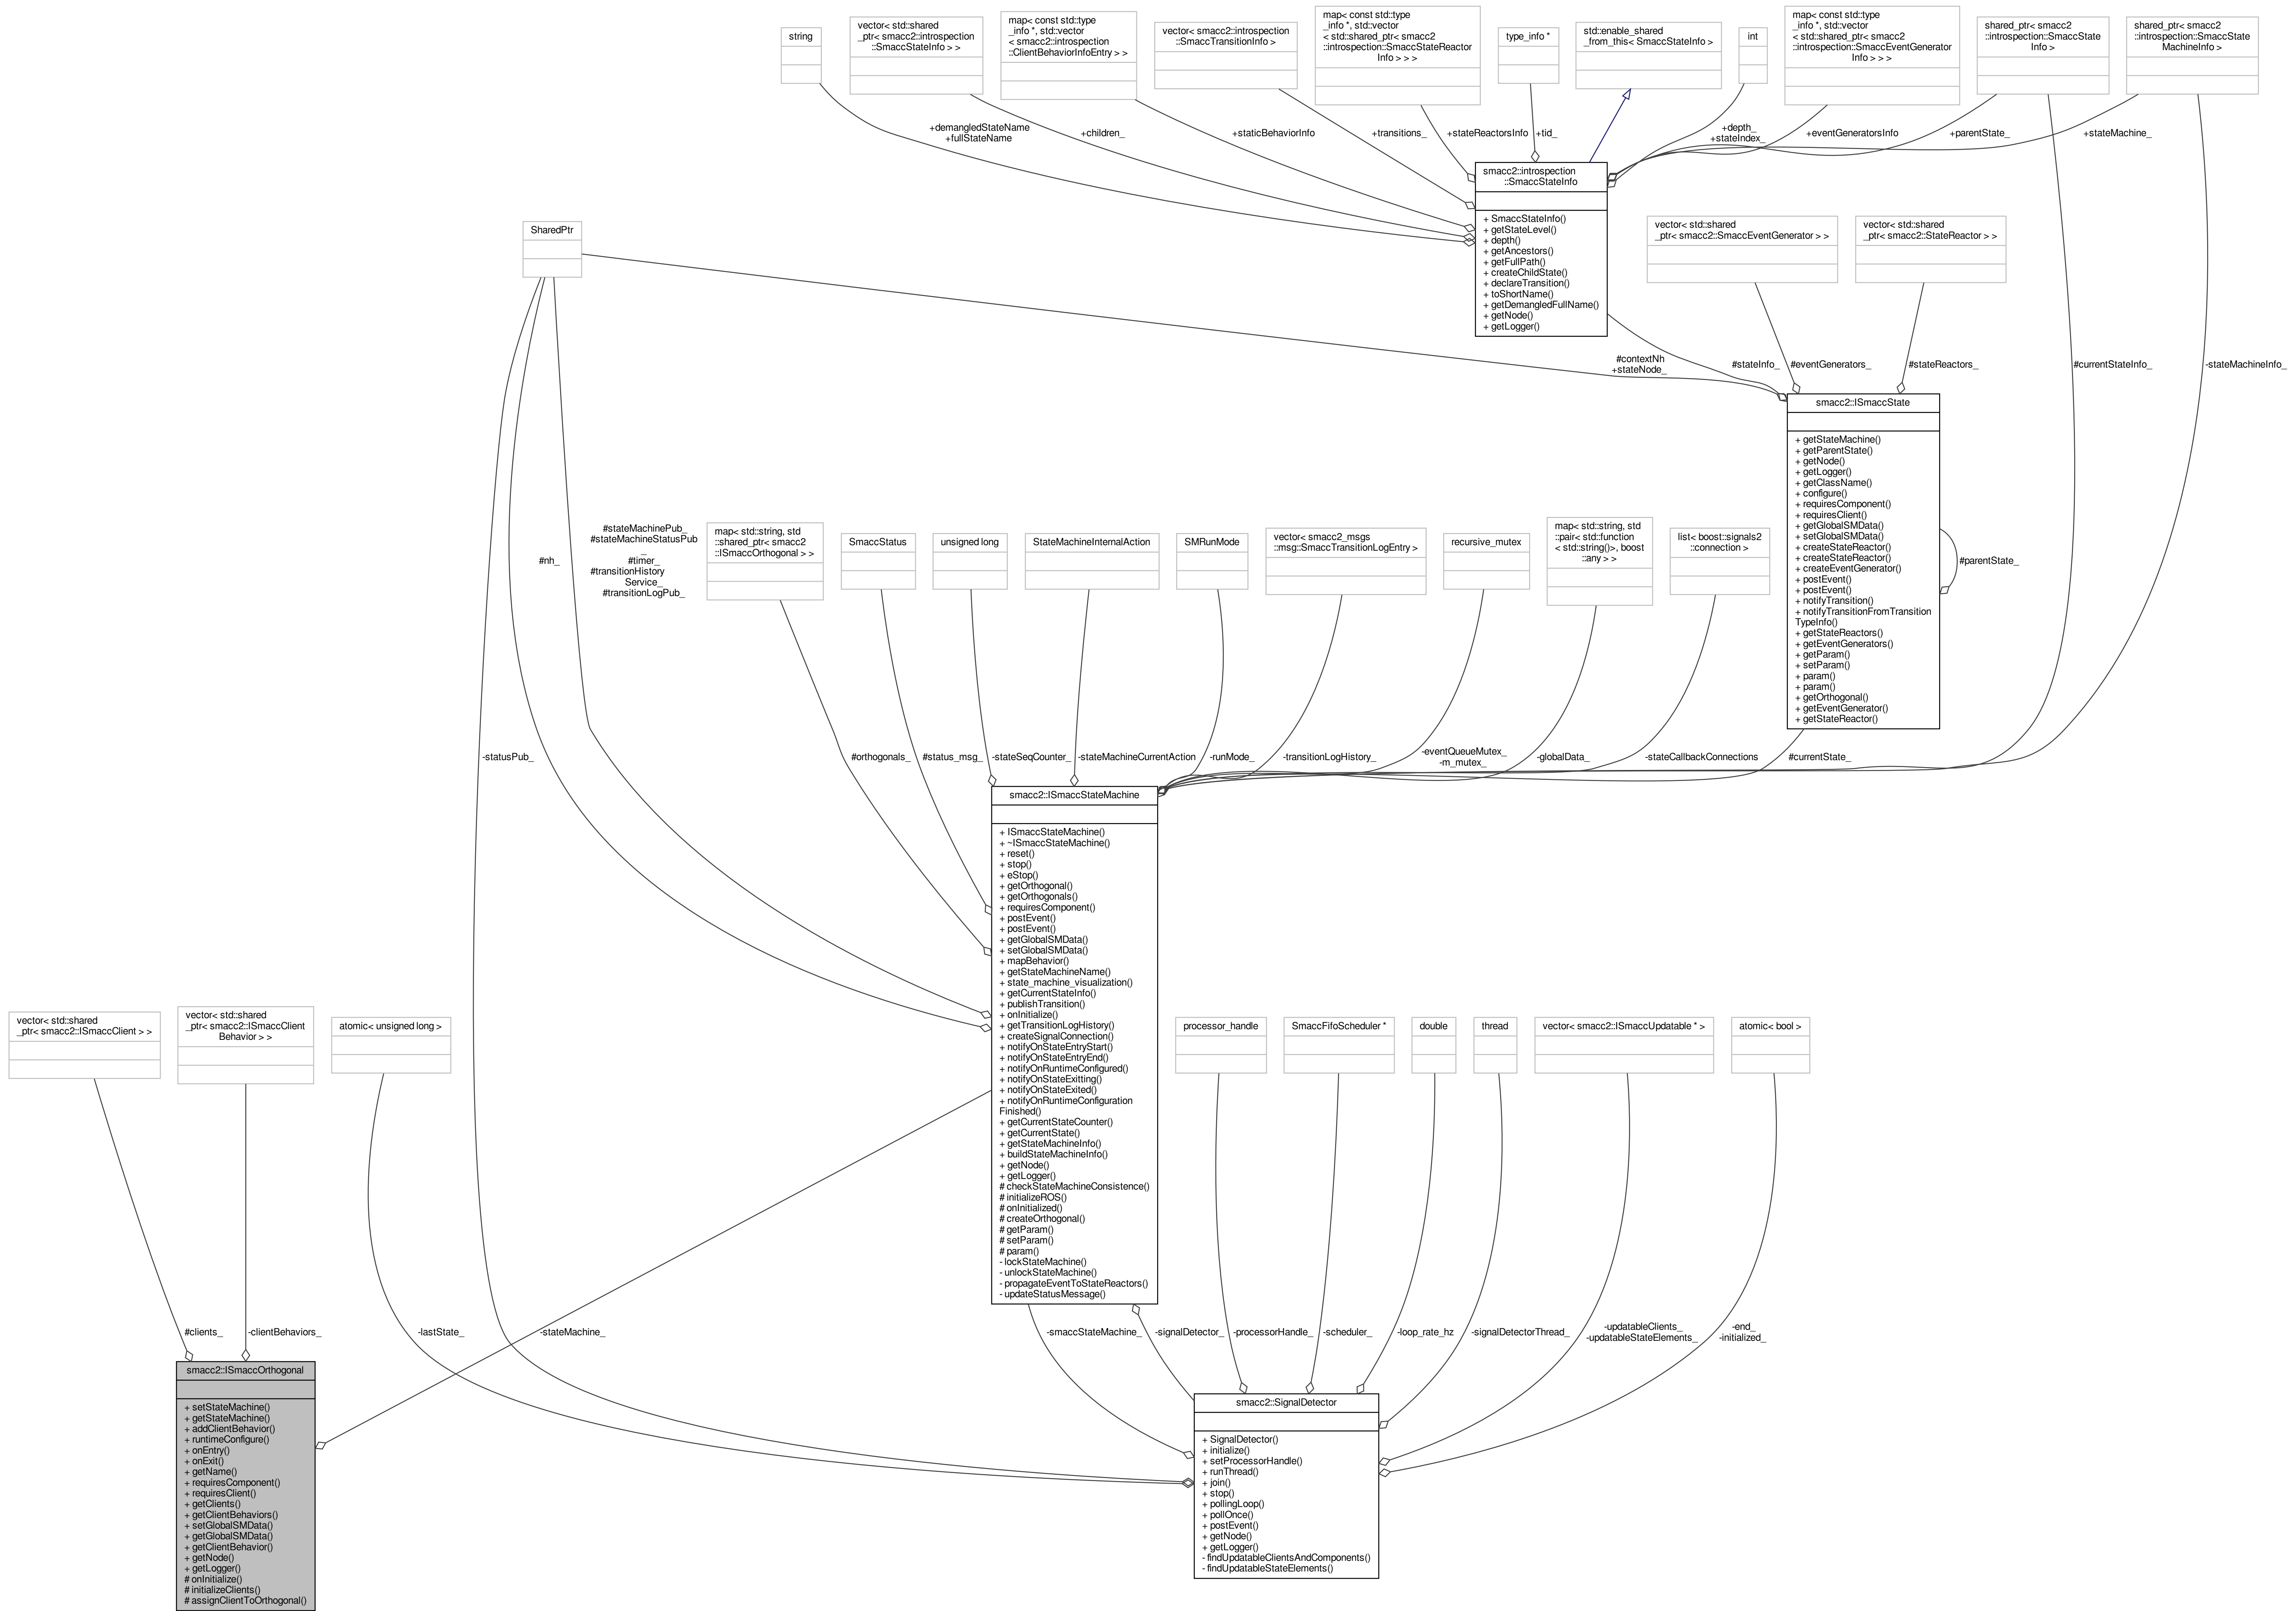 string
vector< std::shared
_ptr< smacc2::introspection
::SmaccStateInfo > >
map< const std::type
_info *, std::vector
< smacc2::introspection
::ClientBehaviorInfoEntry > >
vector< smacc2::introspection
::SmaccTransitionInfo >
map< const std::type
_info *, std::vector
< std::shared_ptr< smacc2
::introspection::SmaccStateReactor
Info > > >
type_info *
std::enable_shared
_from_this< SmaccStateInfo >
int
map< const std::type
_info *, std::vector
< std::shared_ptr< smacc2
::introspection::SmaccEventGenerator
Info > > >
shared_ptr< smacc2
::introspection::SmaccState
Info >
shared_ptr< smacc2
::introspection::SmaccState
MachineInfo >
+demangledStateName
+fullStateName
+children_
+staticBehaviorInfo
+transitions_
+stateReactorsInfo
+tid_
+depth_
+stateIndex_
+eventGeneratorsInfo
+parentState_
+stateMachine_
smacc2::introspection
::SmaccStateInfo
+ SmaccStateInfo()
+ getStateLevel()
+ depth()
+ getAncestors()
+ getFullPath()
+ createChildState()
+ declareTransition()
+ toShortName()
+ getDemangledFullName()
+ getNode()
+ getLogger()
SharedPtr
vector< std::shared
_ptr< smacc2::SmaccEventGenerator > >
vector< std::shared
_ptr< smacc2::StateReactor > >
#contextNh
+stateNode_
#stateInfo_
#eventGenerators_
#stateReactors_
#currentStateInfo_
-stateMachineInfo_
smacc2::ISmaccState
+ getStateMachine()
+ getParentState()
+ getNode()
+ getLogger()
+ getClassName()
+ configure()
+ requiresComponent()
+ requiresClient()
+ getGlobalSMData()
+ setGlobalSMData()
+ createStateReactor()
+ createStateReactor()
+ createEventGenerator()
+ postEvent()
+ postEvent()
+ notifyTransition()
+ notifyTransitionFromTransition
TypeInfo()
+ getStateReactors()
+ getEventGenerators()
+ getParam()
+ setParam()
+ param()
+ param()
+ getOrthogonal()
+ getEventGenerator()
+ getStateReactor()
#parentState_
#nh_
#stateMachinePub_
#stateMachineStatusPub
_
#timer_
#transitionHistory
Service_
#transitionLogPub_
map< std::string, std
::shared_ptr< smacc2
::ISmaccOrthogonal > >
SmaccStatus
unsigned long
StateMachineInternalAction
SMRunMode
vector< smacc2_msgs
::msg::SmaccTransitionLogEntry >
recursive_mutex
map< std::string, std
::pair< std::function
< std::string()>, boost
::any > >
list< boost::signals2
::connection >
-statusPub_
#orthogonals_
#status_msg_
-stateSeqCounter_
-stateMachineCurrentAction
-runMode_
-transitionLogHistory_
-eventQueueMutex_
-m_mutex_
-globalData_
-stateCallbackConnections
#currentState_
smacc2::ISmaccStateMachine
+ ISmaccStateMachine()
+ ~ISmaccStateMachine()
+ reset()
+ stop()
+ eStop()
+ getOrthogonal()
+ getOrthogonals()
+ requiresComponent()
+ postEvent()
+ postEvent()
+ getGlobalSMData()
+ setGlobalSMData()
+ mapBehavior()
+ getStateMachineName()
+ state_machine_visualization()
+ getCurrentStateInfo()
+ publishTransition()
+ onInitialize()
+ getTransitionLogHistory()
+ createSignalConnection()
+ notifyOnStateEntryStart()
+ notifyOnStateEntryEnd()
+ notifyOnRuntimeConfigured()
+ notifyOnStateExitting()
+ notifyOnStateExited()
+ notifyOnRuntimeConfiguration
Finished()
+ getCurrentStateCounter()
+ getCurrentState()
+ getStateMachineInfo()
+ buildStateMachineInfo()
+ getNode()
+ getLogger()
# checkStateMachineConsistence()
# initializeROS()
# onInitialized()
# createOrthogonal()
# getParam()
# setParam()
# param()
- lockStateMachine()
- unlockStateMachine()
- propagateEventToStateReactors()
- updateStatusMessage()
vector< std::shared
_ptr< smacc2::ISmaccClient > >
vector< std::shared
_ptr< smacc2::ISmaccClient
Behavior > >
atomic< unsigned long >
processor_handle
SmaccFifoScheduler *
double
thread
vector< smacc2::ISmaccUpdatable * >
atomic< bool >
#clients_
-clientBehaviors_
-lastState_
-stateMachine_
-smaccStateMachine_
-signalDetector_
-processorHandle_
-scheduler_
-loop_rate_hz
-signalDetectorThread_
-updatableClients_
-updatableStateElements_
-end_
-initialized_
smacc2::ISmaccOrthogonal
+ setStateMachine()
+ getStateMachine()
+ addClientBehavior()
+ runtimeConfigure()
+ onEntry()
+ onExit()
+ getName()
+ requiresComponent()
+ requiresClient()
+ getClients()
+ getClientBehaviors()
+ setGlobalSMData()
+ getGlobalSMData()
+ getClientBehavior()
+ getNode()
+ getLogger()
# onInitialize()
# initializeClients()
# assignClientToOrthogonal()
smacc2::SignalDetector
+ SignalDetector()
+ initialize()
+ setProcessorHandle()
+ runThread()
+ join()
+ stop()
+ pollingLoop()
+ pollOnce()
+ postEvent()
+ getNode()
+ getLogger()
- findUpdatableClientsAndComponents()
- findUpdatableStateElements()